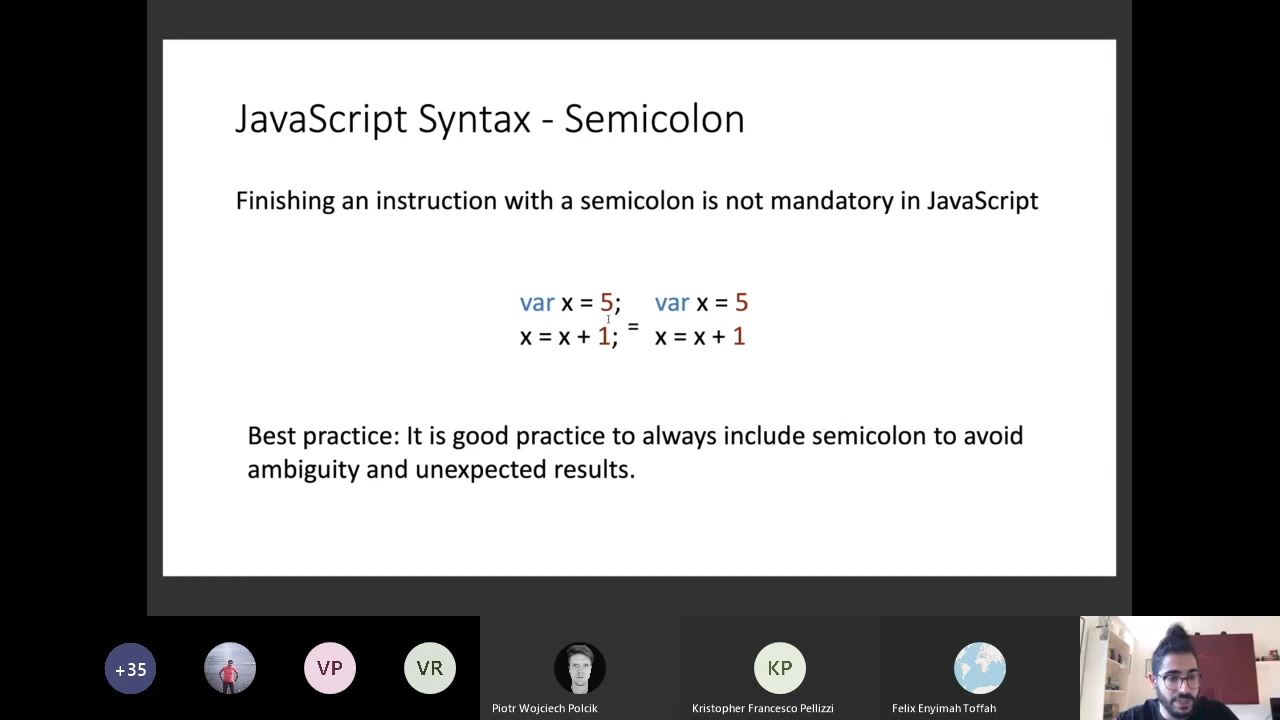 JavaScript Syntax - Semicolon
Finishing an instruction with a semicolon is not mandatory in JavaScript
var x = 5;
x = x + 1;
=
var x = 5
x = x + 1
Best practice: It is good practice to always include semicolon to avoid
ambiguity and unexpected results.
+35
VP
VR
KP
Piotr Wojciech Polcik
Kristopher Francesco Pellizzi
Felix Enyimah Toffah